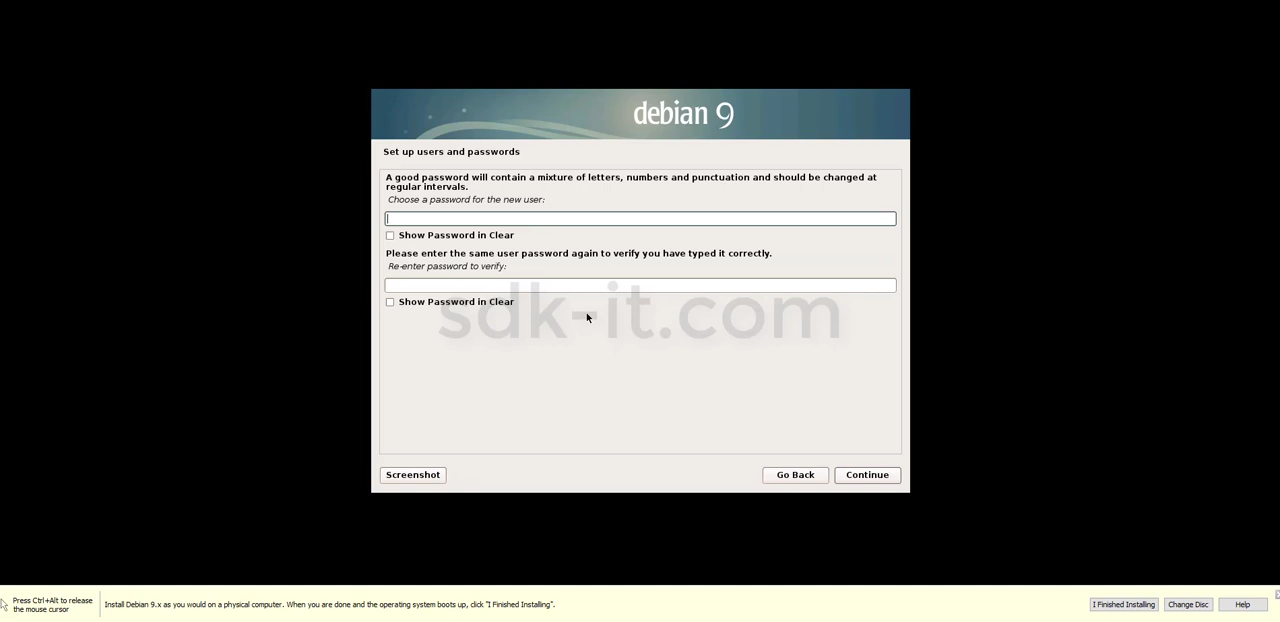 debian 9
Set up users and passwords
A good password will contain a mixture of letters, numbers and punctuation and should be changed at
regular intervals.
Choose a password for the new user:
Show Password in Clear
Please enter the same user password again to verify you have typed it correctly.
Re-enter password to verify:
Show Password in Clear
sdk-it.com
Screenshot
Go Back
Continue
Press Ctrl+Alt to release
the mouse cursor
Install Debian 9.x as you would on a physical computer. When you are done and the operating system boots up, click "I Finished Installing".
I Finished Installing
Change Disc
Help